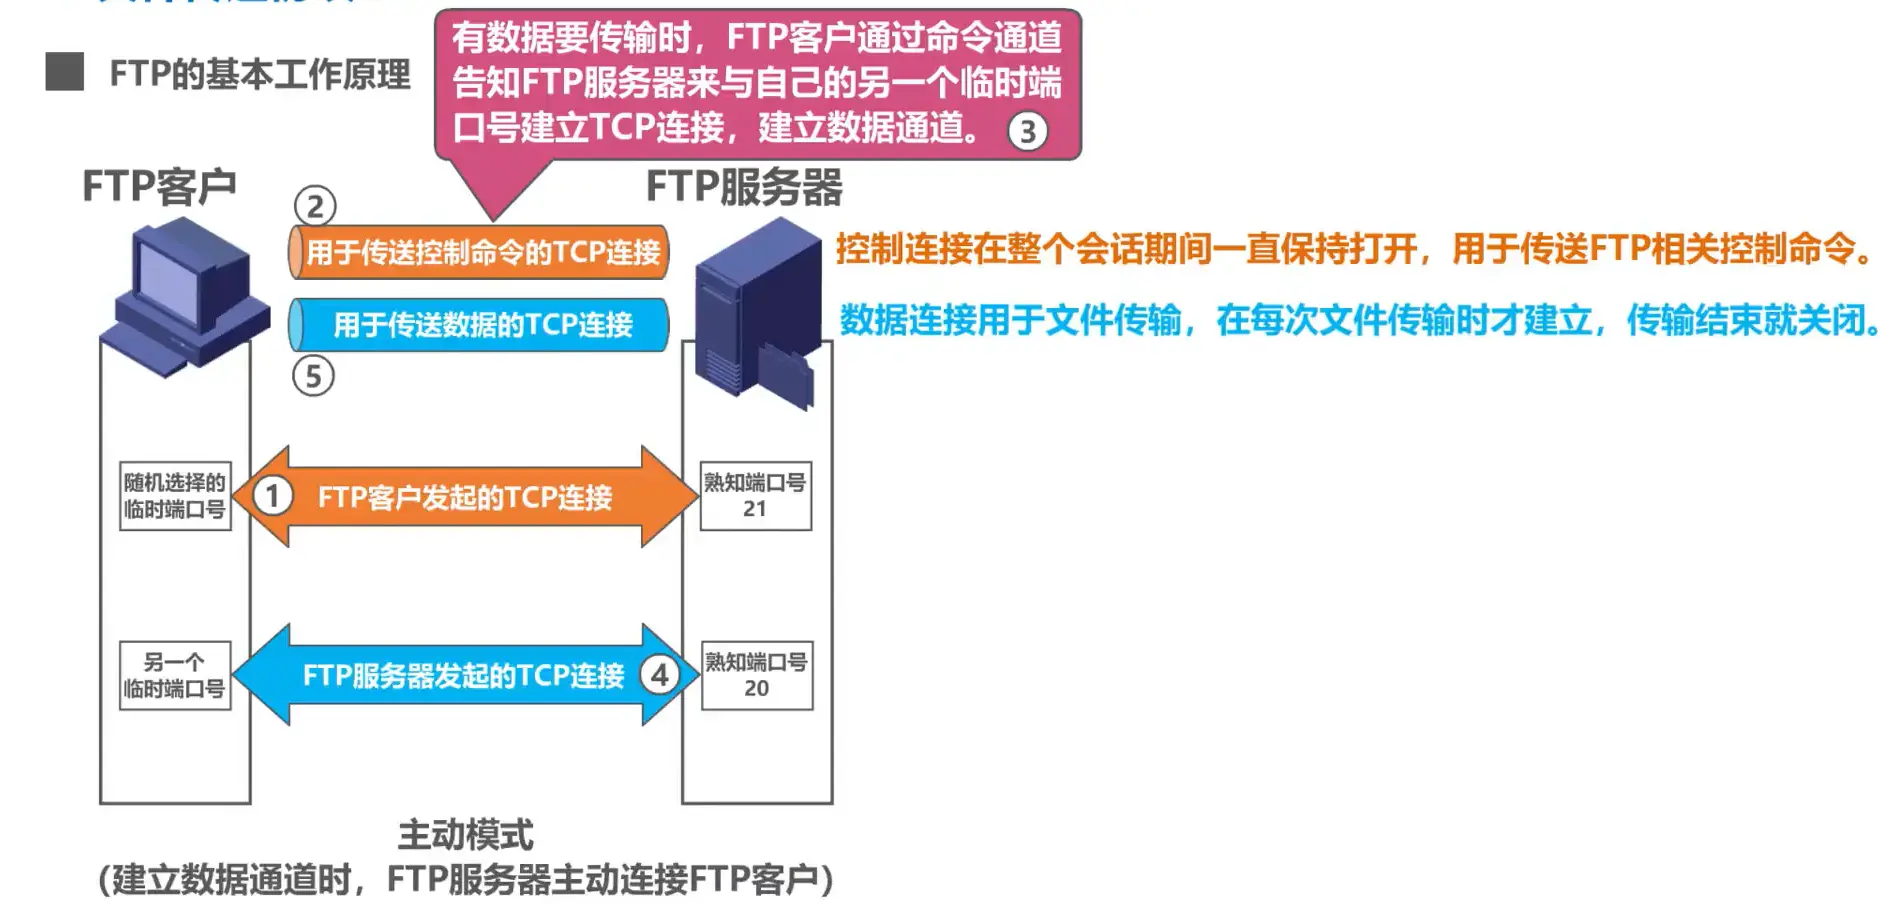 FTP的基本工作原理
有数据要传输时，FTP客户通过命令通道
告知FTP服务器来与自己的另一个临时端
口号建立TCP连接，建立数据通道。 ③
FTP客户
FTP服务器
②
用于传送控制命令的TCP连接
控制连接在整个会话期间一直保持打开，用于传送FTP相关控制命令。
用于传送数据的TCP连接
数据连接用于文件传输，在每次文件传输时才建立，传输结束就关闭。
⑤
随机选择的
临时端口号
① FTP客户发起的TCP连接
熟知端口号
21
另一个
临时端口号
FTP服务器发起的TCP连接 ④
熟知端口号
20
主动模式
(建立数据通道时，FTP服务器主动连接FTP客户)